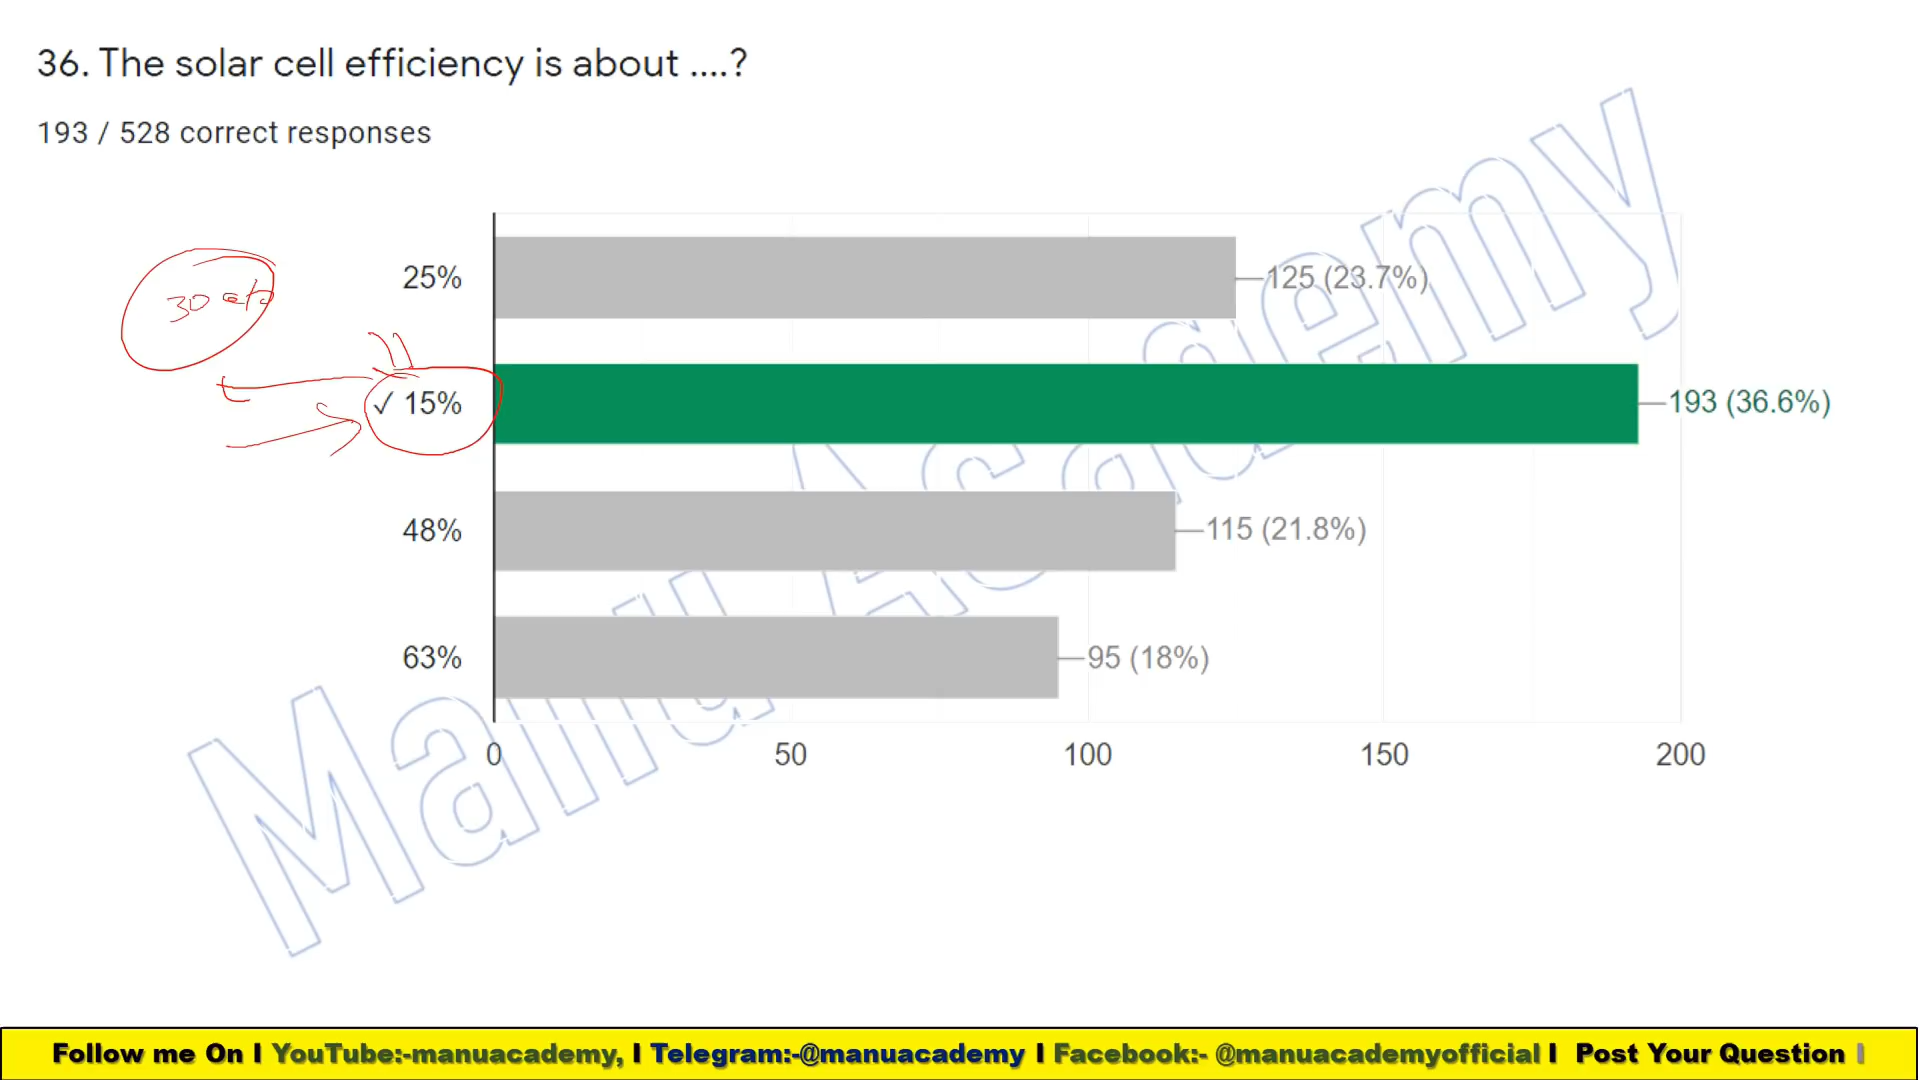 36. The solar cell efficiency is about ....?
193 / 528 correct responses
25% 125 (23.7%)
30
✓ 15% 193 (36.6%)
48% 115 (21.8%)
63% 95 (18%)
0 50 100 150 200
Manu Academy
Follow me On I YouTube:-manuacademy, I Telegram:-@manuacademy I Facebook:- @manuacademyofficial I Post Your Question I